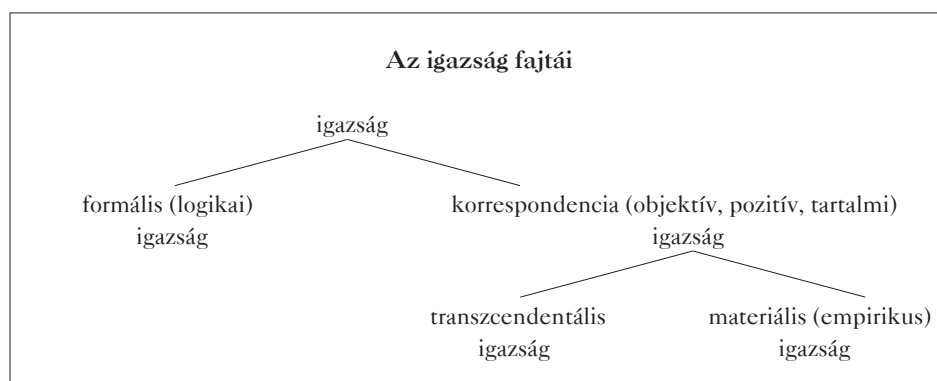 Az igazság fajtái
igazság
formális (logikai)
igazság
korrespondencia (objektív, pozitív, tartalmi)
igazság
transzcendentális
igazság
materiális (empirikus)
igazság